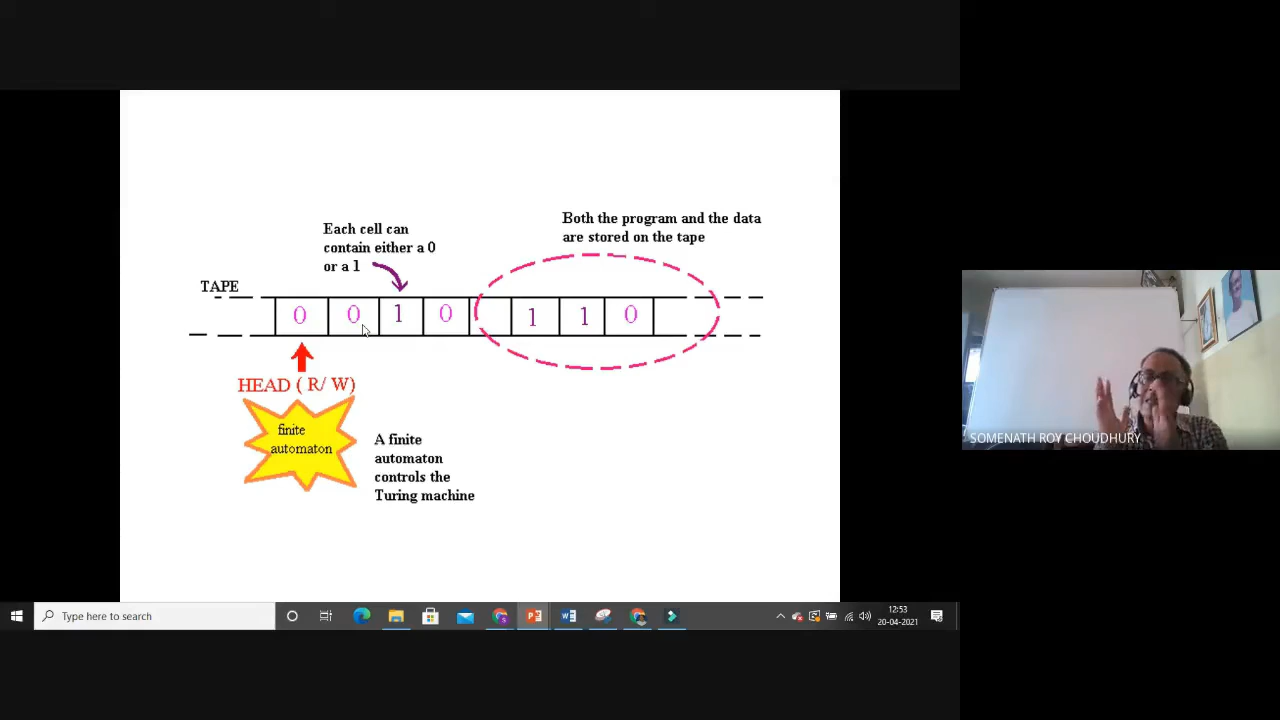 Each cell can
contain either a 0
or a 1
Both the program and the data
are stored on the tape
TAPE
0 0 1 0 1 1 0
HEAD ( R/ W)
finite
automaton
A finite
automaton
controls the
Turing machine
SOMENATH ROY CHOUDHURY
Type here to search
12:53
20-04-2021